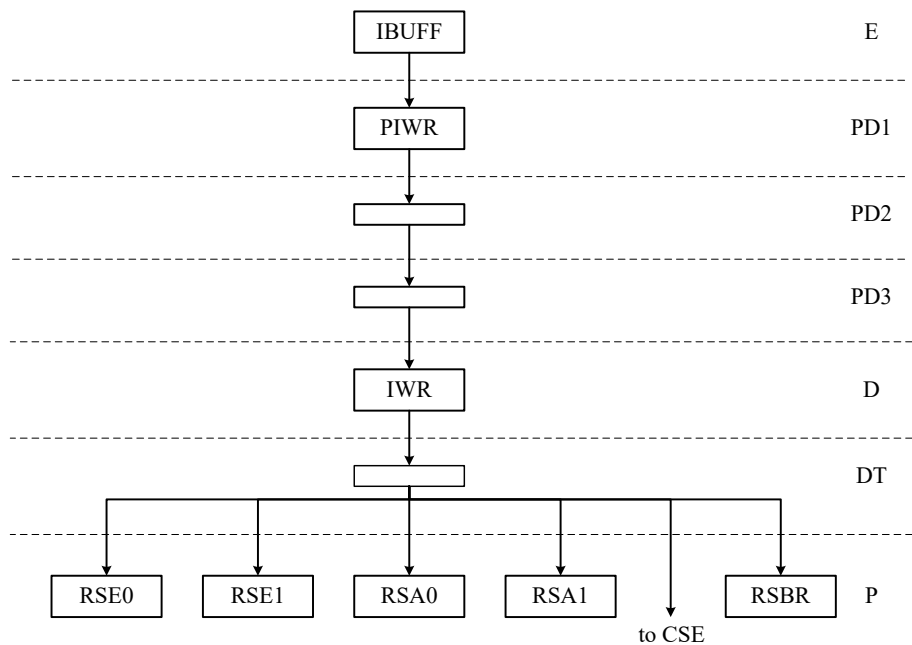 IBUFF E
PIWR PD1
PD2
PD3
IWR D
DT
RSE0 RSE1 RSA0 RSA1 RSBR P
to CSE